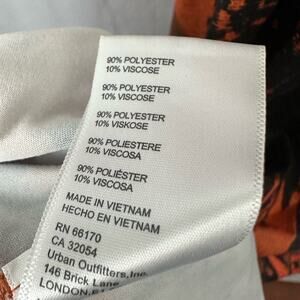 90% POLYESTER
10% VISCOSE
90% POLYESTER
10% VISCOSE
90% POLYESTER
10% VISKOSE
90% POLIESTERE
10% VISCOSA
90% POLIÉSTER
10% VISCOSA
MADE IN VIETNAM
HECHO EN VIETNAM
RN 66170
CA 32054
Urban Outfitters, Inc.
146 Brick Lane
LONDON,